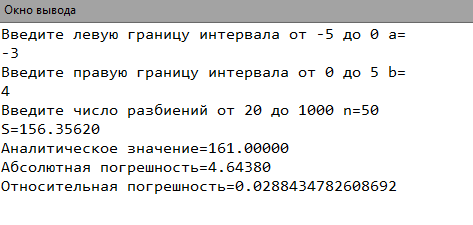 Окно вывода
Введите левую границу интервала от -5 до 0 a=
-3
Введите правую границу интервала от 0 до 5 b=
4
Введите число разбиений от 20 до 1000 n=50
S=156.35620
Аналитическое значение=161.00000
Абсолютная погрешность=4.64380
Относительная погрешность=0.0288434782608692